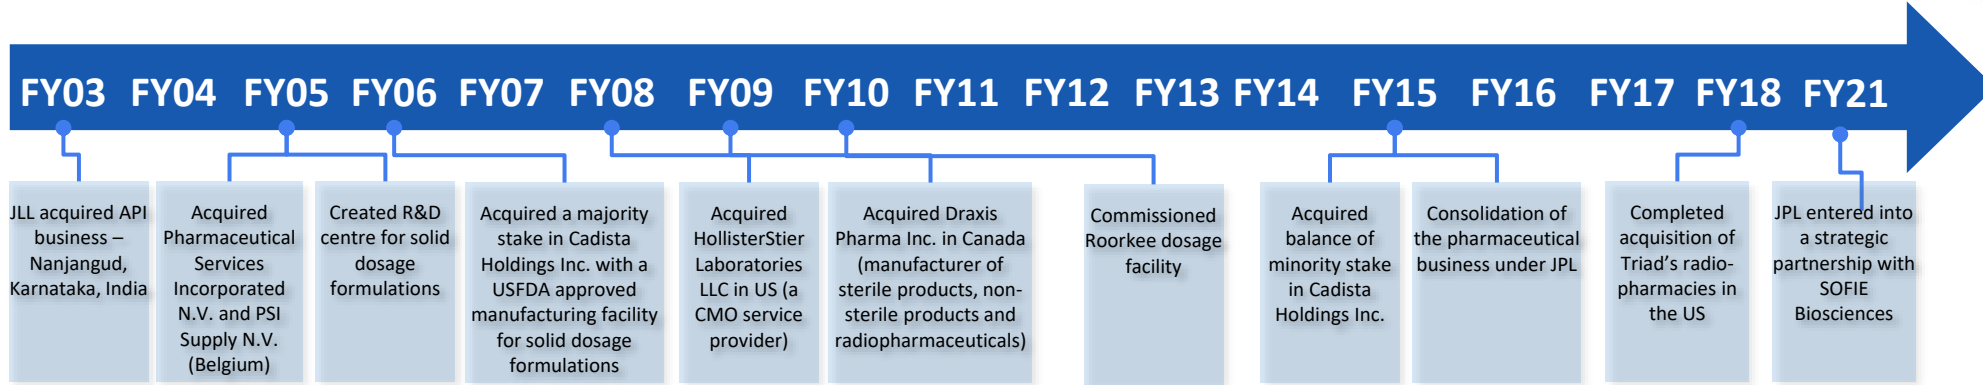 FY03 FY04 FY05 FY06 FY07 FY08 FY09 FY10 FY11 FY12 FY13 FY14 FY15 FY16 FY17 FY18 FY21
JLL acquired API
business –
Nanjangud,
Karnataka, India
Acquired
Pharmaceutical
Services
Incorporated
N.V. and PSI
Supply N.V.
(Belgium)
Created R&D
centre for solid
dosage
formulations
Acquired a majority
stake in Cadista
Holdings Inc. with a
USFDA approved
manufacturing facility
for solid dosage
formulations
Acquired
HollisterStier
Laboratories
LLC in US (a
CMO service
provider)
Acquired Draxis
Pharma Inc. in Canada
(manufacturer of
sterile products, non-
sterile products and
radiopharmaceuticals)
Commissioned
Roorkee dosage
facility
Acquired
balance of
minority stake
in Cadista
Holdings Inc.
Consolidation of
the pharmaceutical
business under JPL
Completed
acquisition of
Triad’s radio-
pharmacies in
the US
JPL entered into
a strategic
partnership with
SOFIE
Biosciences